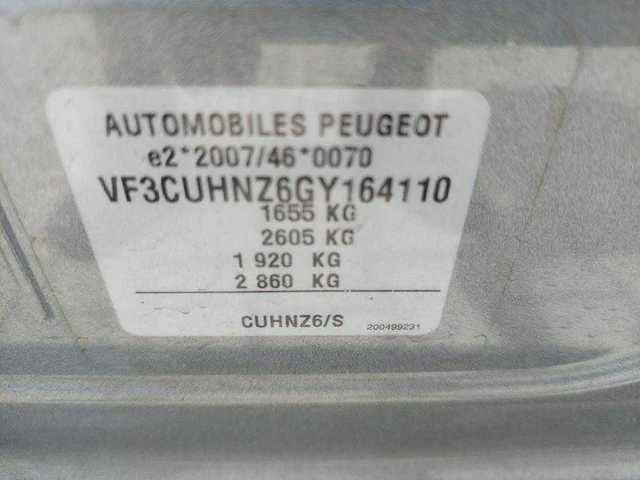 AUTOMOBILES PEUGEOT
e2*2007/46*0070
VF3CUHNZ6GY164110
1655 KG
2605 KG
1 920 KG
2 860 KG
CUHNZ6/S 200499231